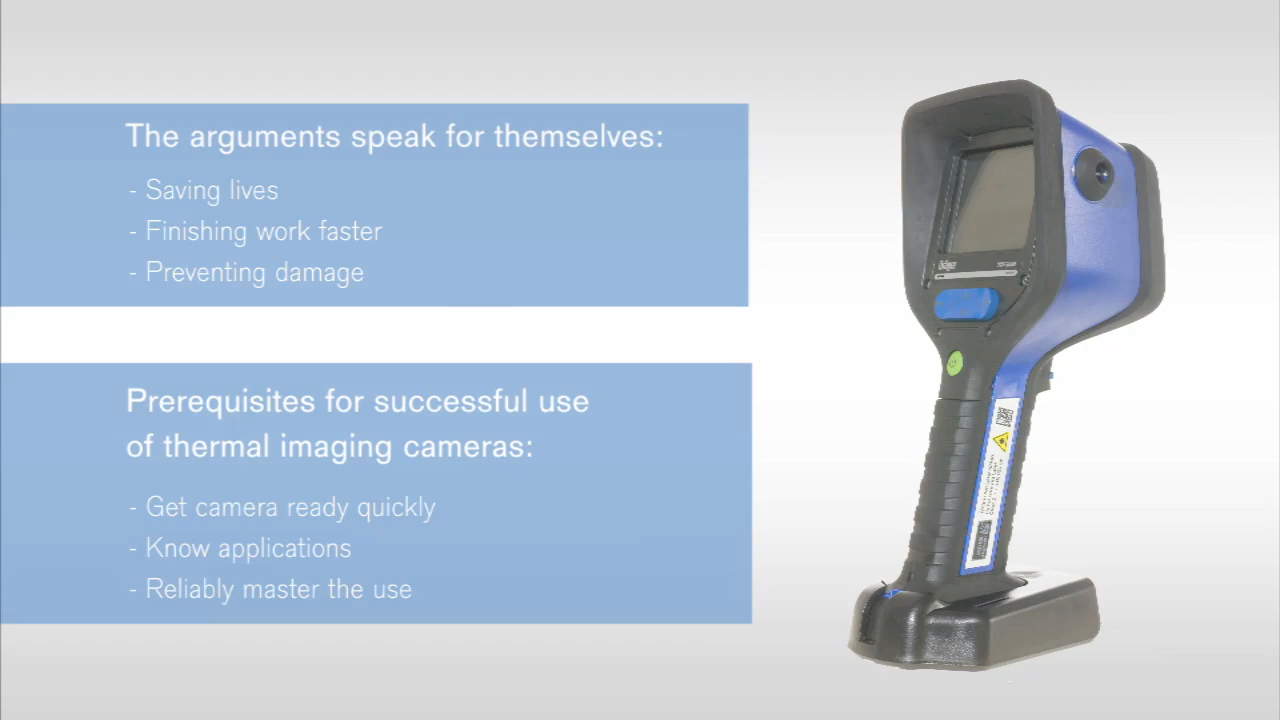 The arguments speak for themselves:
- Saving lives
- Finishing work faster
- Preventing damage
Prerequisites for successful use
of thermal imaging cameras:
- Get camera ready quickly
- Know applications
- Reliably master the use
Dräger